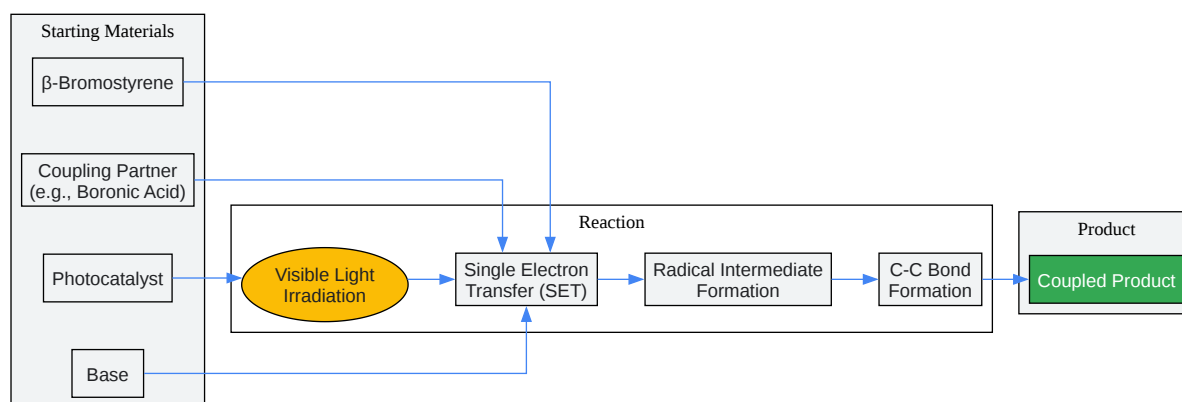 Starting Materials
β-Bromostyrene
Coupling Partner
(e.g., Boronic Acid)
Photocatalyst
Base
Reaction
Visible Light
Irradiation
Single Electron
Transfer (SET)
Radical Intermediate
Formation
C-C Bond
Formation
Product
Coupled Product